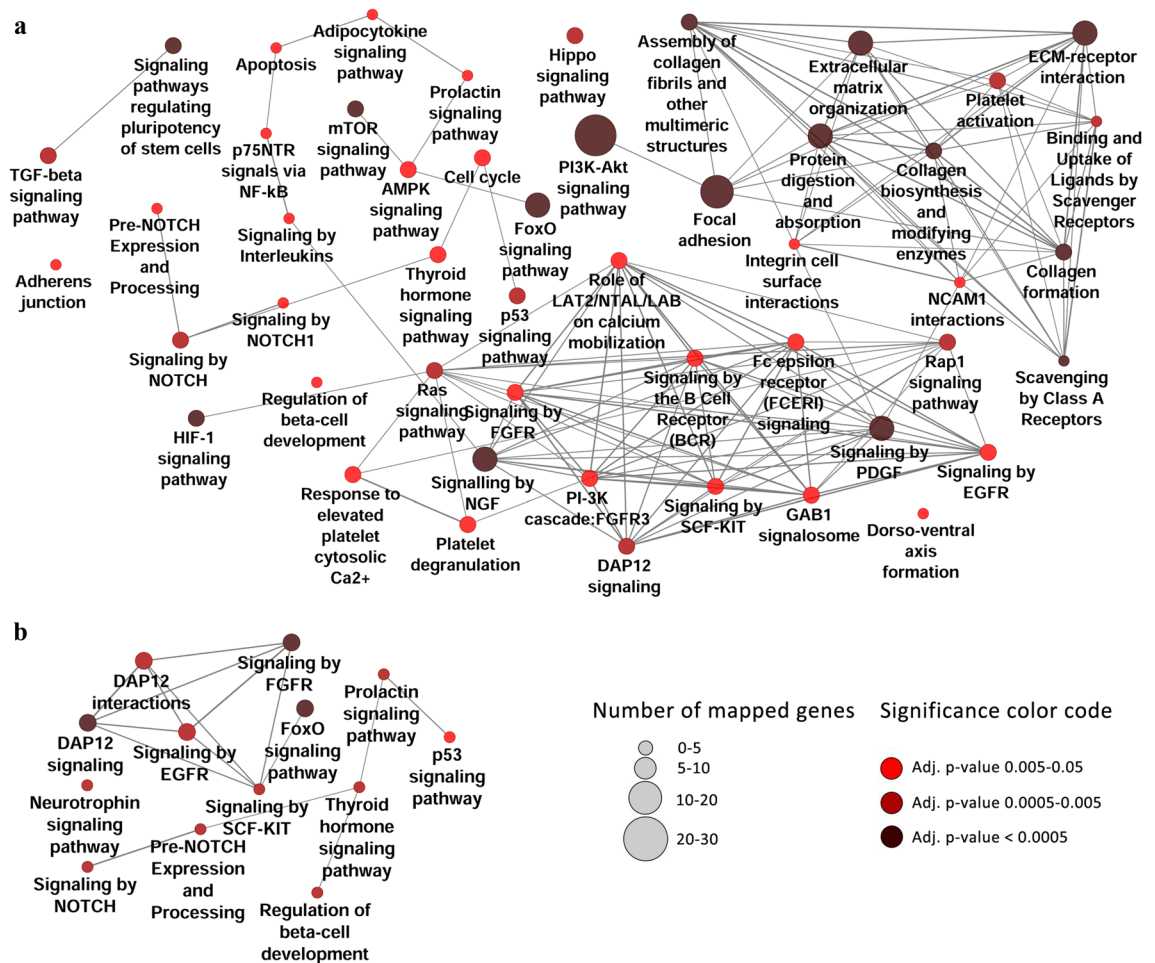 a
Adipocytokine
signaling
pathway
Apoptosis
Signaling
pathways
regulating
pluripotency
of stem cells
Hippo
signaling
pathway
Assembly of
collagen
fibrils and
other
multimeric
structures
Extracellular
matrix
organization
ECM-receptor
interaction
Platelet
activation
Prolactin
signaling
pathway
mTOR
signaling
pathway
p75NTR
signals via
NF-kB
TGF-beta
signaling
pathway
AMPK
signaling
pathway
Cell cycle
PI3K-Akt
signaling
pathway
Protein
digestion
and
absorption
Collagen
biosynthesis
and
modifying
enzymes
Binding and
Uptake of
Ligands by
Scavenger
Receptors
Focal
adhesion
FoxO
signaling
pathway
Pre-NOTCH
Expression
and
Processing
Signaling by
Interleukins
Adherens
junction
Thyroid
hormone
signaling
pathway
Role of
LAT2/NTAL/LAB
on calcium
mobilization
Integrin cell
surface
interactions
Collagen
formation
NCAM1
interactions
p53
signaling
pathway
Signaling by
NOTCH1
Signaling by
NOTCH
Regulation of
beta-cell
development
Ras
signaling
pathway
Signaling by
FGFR
Signaling by
the B Cell
Receptor
(BCR)
Fc epsilon
receptor
(FCERI)
signaling
Rap1
signaling
pathway
Scavenging
by Class A
Receptors
HIF-1
signaling
pathway
Signalling by
NGF
Signaling by
PDGF
Signaling by
EGFR
Response to
elevated
platelet
cytosolic
Ca2+
PI-3K
cascade:FGFR3
Signaling by
SCF-KIT
GAB1
signalosome
Platelet
degranulation
DAP12
signaling
Dorso-ventral
axis
formation
b
Signaling by
FGFR
DAP12
interactions
Prolactin
signaling
pathway
FoxO
signaling
pathway
DAP12
signaling
Signaling by
EGFR
p53
signaling
pathway
Neurotrophin
signaling
pathway
Signaling by
SCF-KIT
Thyroid
hormone
signaling
pathway
Pre-NOTCH
Expression
and
Processing
Signaling by
NOTCH
Regulation of
beta-cell
development
Number of mapped genes
0-5
5-10
10-20
20-30
Significance color code
Adj. p-value 0.005-0.05
Adj. p-value 0.0005-0.005
Adj. p-value < 0.0005